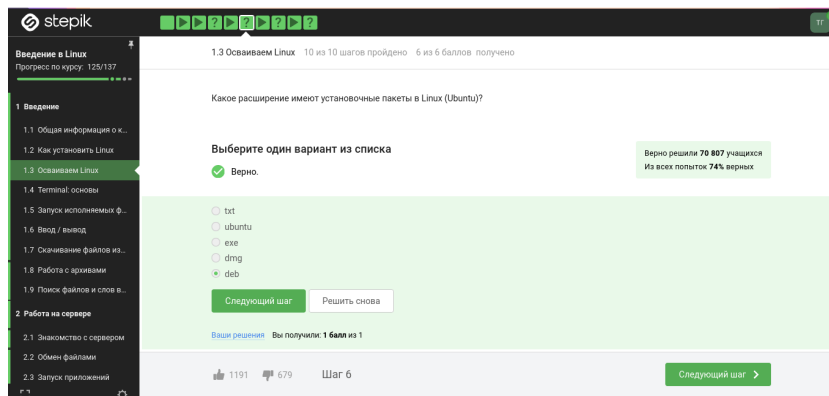 stepik
ТГ
Введение в Linux
Прогресс по курсу: 125/137
1 Введение
1.1 Общая информация о к...
1.2 Как установить Linux
1.3 Осваиваем Linux
1.4 Terminal: основы
1.5 Запуск исполняемых ф...
1.6 Ввод / вывод
1.7 Скачивание файлов из...
1.8 Работа с архивами
1.9 Поиск файлов и слов в...
2 Работа на сервере
2.1 Знакомство с сервером
2.2 Обмен файлами
2.3 Запуск приложений
1.3 Осваиваем Linux 10 из 10 шагов пройдено 6 из 6 баллов получено
Какое расширение имеют установочные пакеты в Linux (Ubuntu)?
Выберите один вариант из списка
Верно.
Верно решили 70 807 учащихся
Из всех попыток 74% верных
txt
ubuntu
exe
dmg
deb
Следующий шаг Решить снова
Ваши решения Вы получили: 1 балл из 1
1191 679 Шаг 6 Следующий шаг